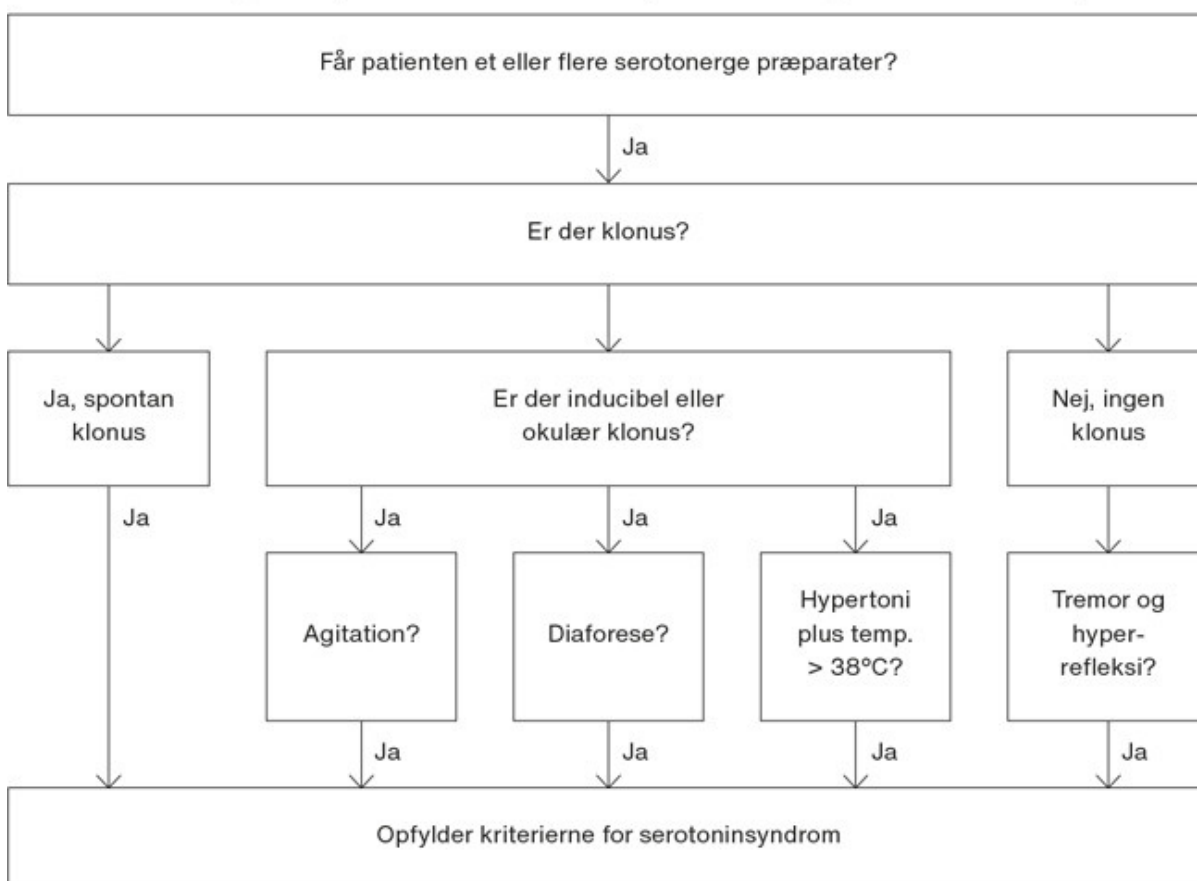 Får patienten et eller flere serotonerge præparater?
Ja
Er der klonus?
Ja, spontan
klonus
Er der inducibel eller
okulær klonus?
Nej, ingen
klonus
Ja
Ja
Ja
Ja
Agitation?
Diaforese?
Hypertoni
plus temp.
> 38°C?
Tremor og
hyper-
refleksi?
Ja
Ja
Ja
Ja
Opfylder kriterierne for serotoninsyndrom